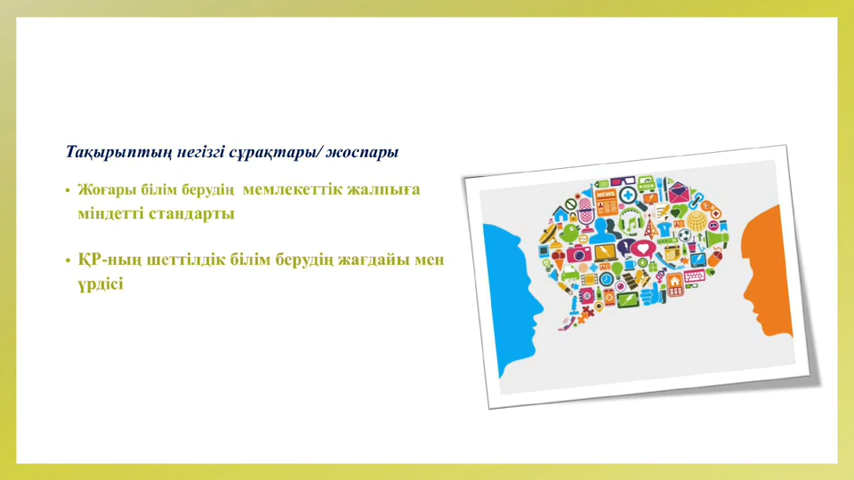 Тақырыптың негізгі сұрақтары/ жоспары
• Жоғары білім берудің мемлекеттік жалпыға
міндетті стандарты
• ҚР-ның шеттілдік білім берудің жағдайы мен
үрдісі
NEWS